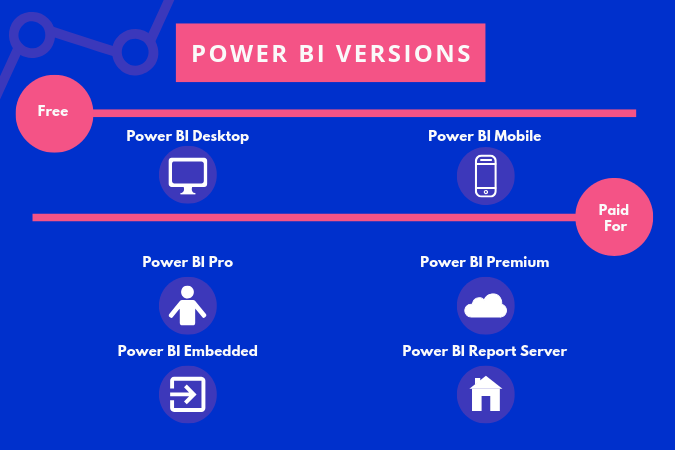 POWER BI VERSIONS
Free
Power BI Desktop
Power BI Mobile
Paid
For
Power BI Pro
Power BI Premium
Power BI Embedded
Power BI Report Server